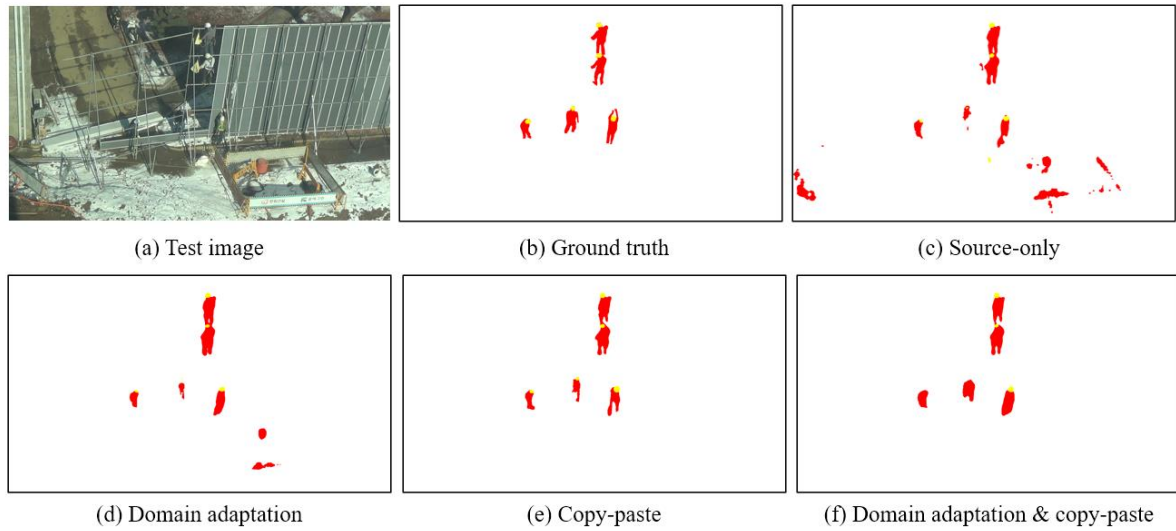 (a) Test image
(b) Ground truth
(c) Source-only
(d) Domain adaptation
(e) Copy-paste
(f) Domain adaptation & copy-paste